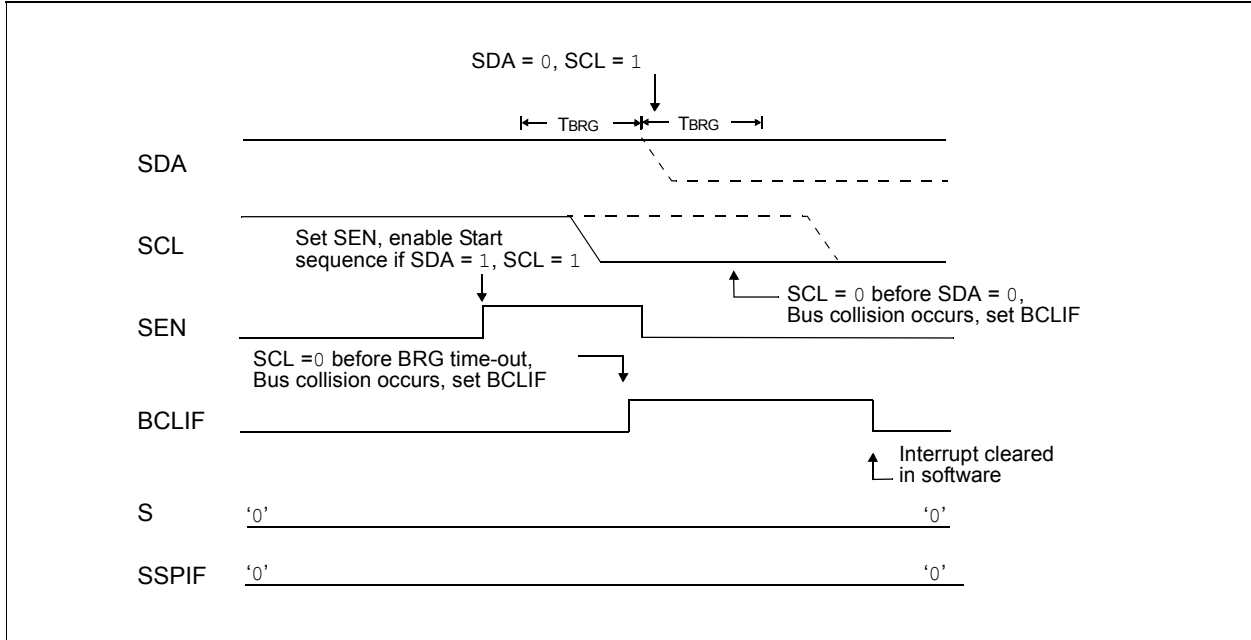 SDA = 0, SCL = 1
TBRG
TBRG
SDA
SCL
Set SEN, enable Start
sequence if SDA = 1, SCL = 1
SCL = 0 before SDA = 0,
Bus collision occurs, set BCLIF
SEN
SCL =0 before BRG time-out,
Bus collision occurs, set BCLIF
BCLIF
Interrupt cleared
in software
S
‘0’
‘0’
SSPIF
‘0’
‘0’